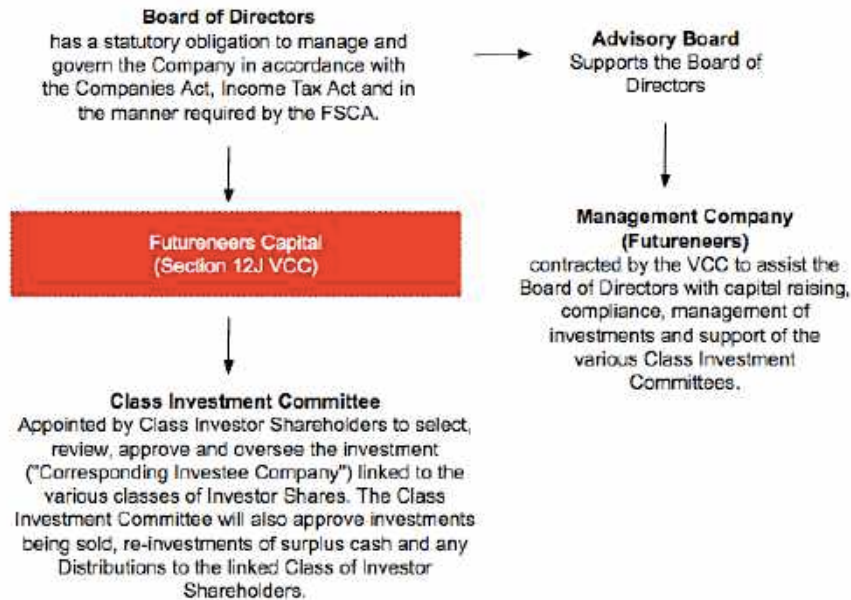 Board of Directors
has a statutory obligation to manage and
govern the Company in accordance with
the Companies Act, Income Tax Act and in
the manner required by the FSCA.
Advisory Board
Supports the Board of
Directors
Futureneers Capital
(Section 12J VCC)
Management Company
(Futureneers)
contracted by the VCC to assist the
Board of Directors with capital raising,
compliance, management of
investments and support of the
various Class Investment
Committees.
Class Investment Committee
Appointed by Class Investor Shareholders to select,
review, approve and oversee the investment
("Corresponding Investee Company") linked to the
various classes of Investor Shares. The Class
Investment Committee will also approve investments
being sold, re-investments of surplus cash and any
Distributions to the linked Class of Investor
Shareholders.